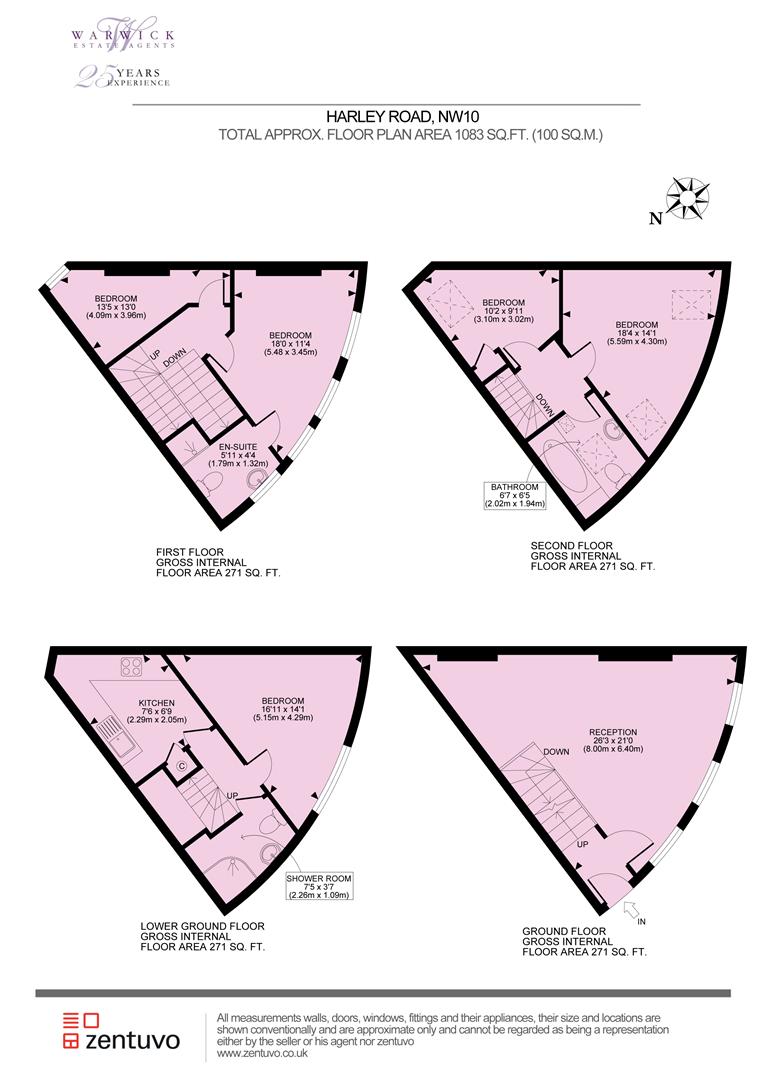 WARWICK
ESTATE AGENTS
25 YEARS
EXPERIENCE
HARLEY ROAD, NW10
TOTAL APPROX. FLOOR PLAN AREA 1083 SQ.FT. (100 SQ.M.)
N
BEDROOM
13'5 x 13'0
(4.09m x 3.96m)
UP
DOWN
BEDROOM
18'0 x 11'4
(5.48 x 3.45m)
EN-SUITE
5'11 x 4'4
(1.79m x 1.32m)
FIRST FLOOR
GROSS INTERNAL
FLOOR AREA 271 SQ. FT.
BEDROOM
10'2 x 9'11
(3.10m x 3.02m)
BEDROOM
18'4 x 14'1
(5.59m x 4.30m)
DOWN
BATHROOM
6'7 x 6'5
(2.02m x 1.94m)
SECOND FLOOR
GROSS INTERNAL
FLOOR AREA 271 SQ. FT.
KITCHEN
7'6 x 6'9
(2.29m x 2.05m)
BEDROOM
16'11 x 14'1
(5.15m x 4.29m)
C
UP
SHOWER ROOM
7'5 x 3'7
(2.26m x 1.09m)
LOWER GROUND FLOOR
GROSS INTERNAL
FLOOR AREA 271 SQ. FT.
RECEPTION
26'3 x 21'0
(8.00m x 6.40m)
DOWN
UP
IN
GROUND FLOOR
GROSS INTERNAL
FLOOR AREA 271 SQ. FT.
zentuvo
All measurements walls, doors, windows, fittings and their appliances, their size and locations are
shown conventionally and are approximate only and cannot be regarded as being a representation
either by the seller or his agent nor zentuvo
www.zentuvo.co.uk